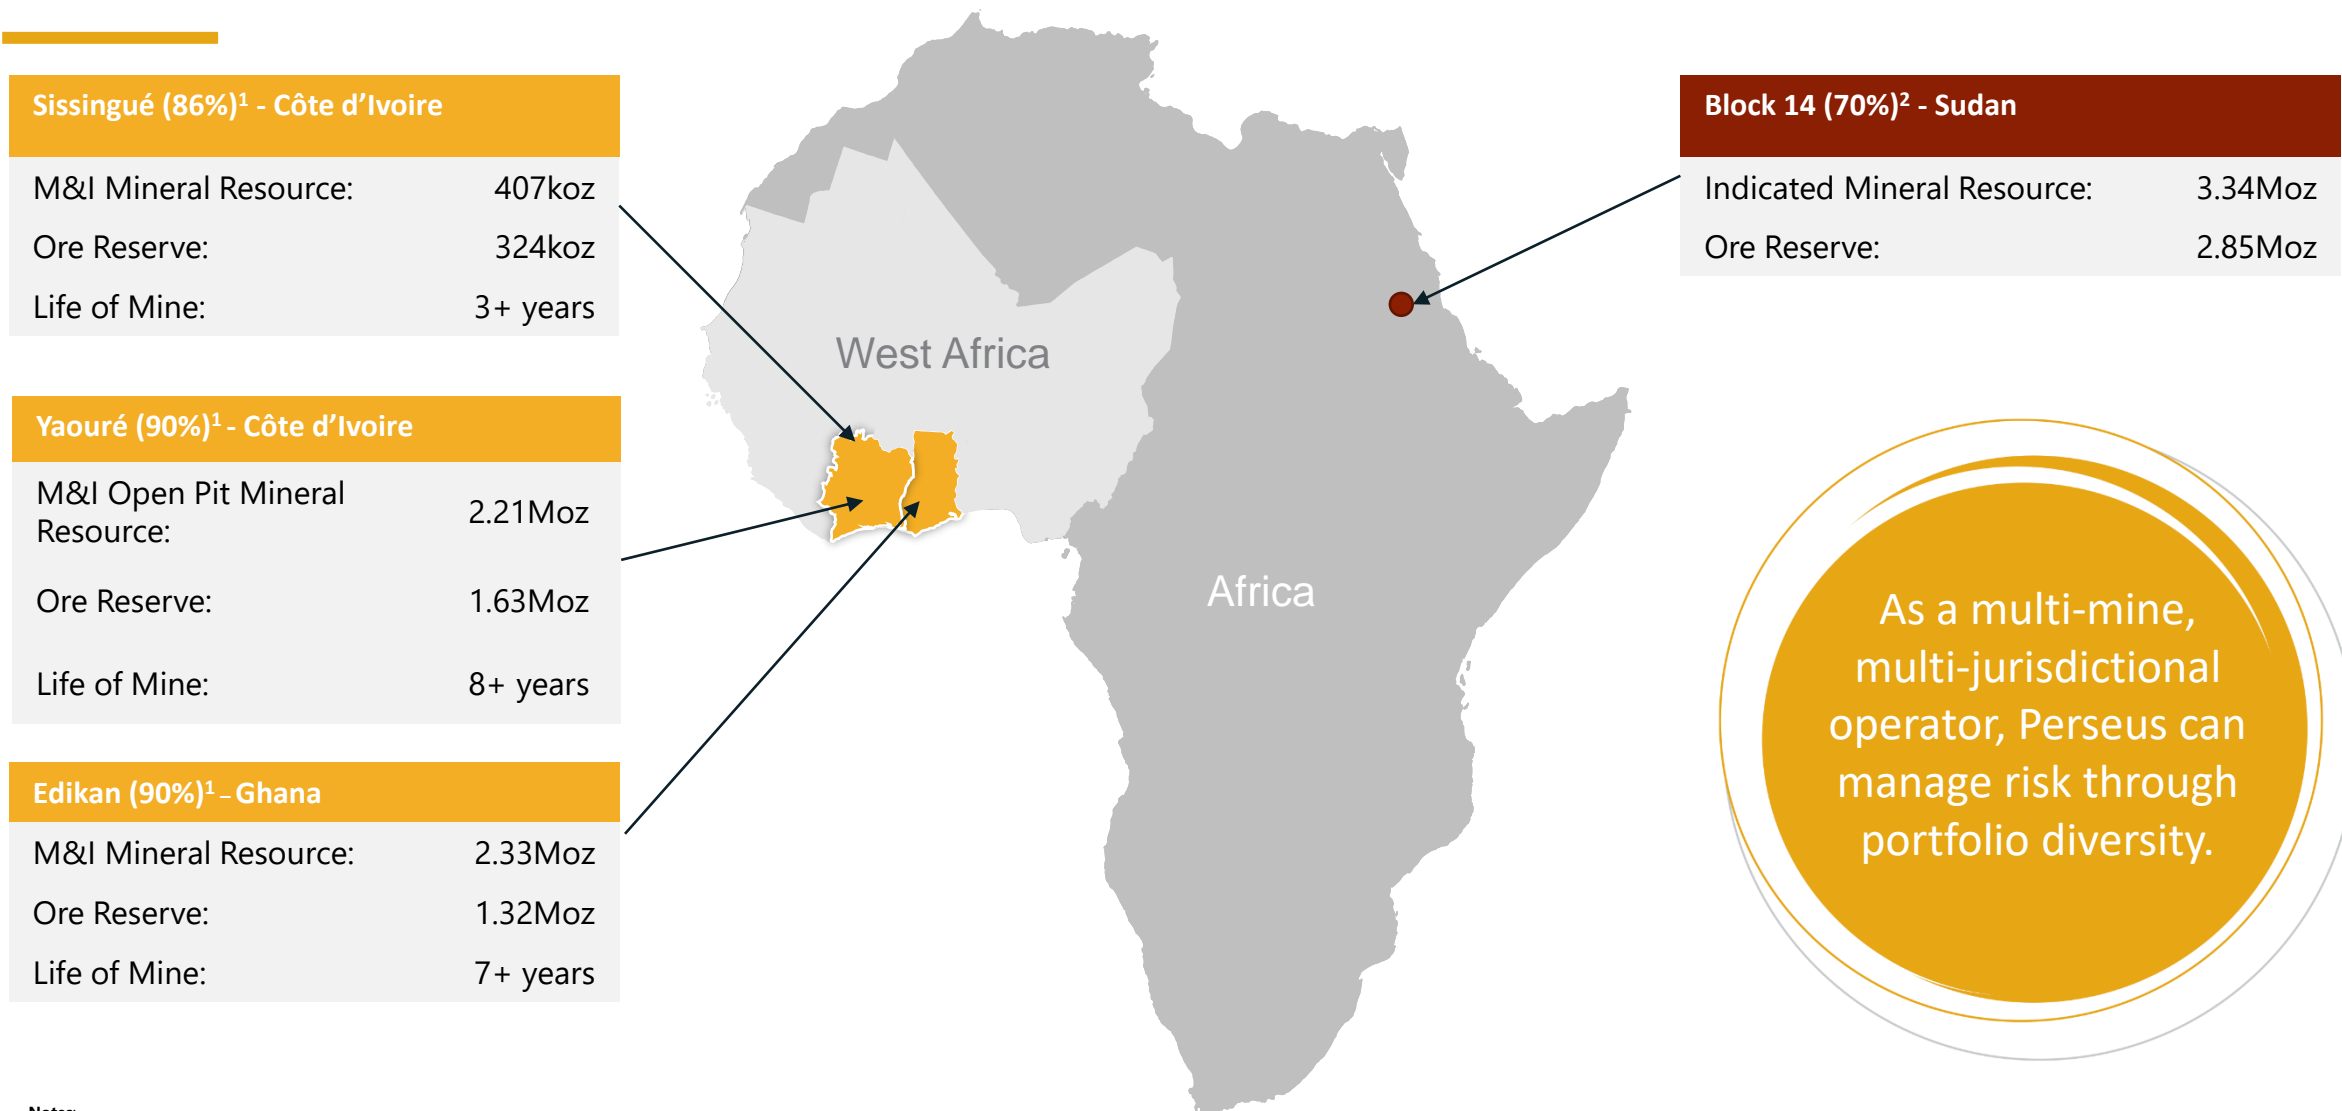 Sissingué (86%)¹ - Côte d’Ivoire
M&I Mineral Resource: 407koz
Ore Reserve: 324koz
Life of Mine: 3+ years
Yaouré (90%)¹ - Côte d’Ivoire
M&I Open Pit Mineral
Resource: 2.21Moz
Ore Reserve: 1.63Moz
Life of Mine: 8+ years
Edikan (90%)¹ – Ghana
M&I Mineral Resource: 2.33Moz
Ore Reserve: 1.32Moz
Life of Mine: 7+ years
West Africa
Africa
Block 14 (70%)² - Sudan
Indicated Mineral Resource: 3.34Moz
Ore Reserve: 2.85Moz
As a multi-mine,
multi-jurisdictional
operator, Perseus can
manage risk through
portfolio diversity.